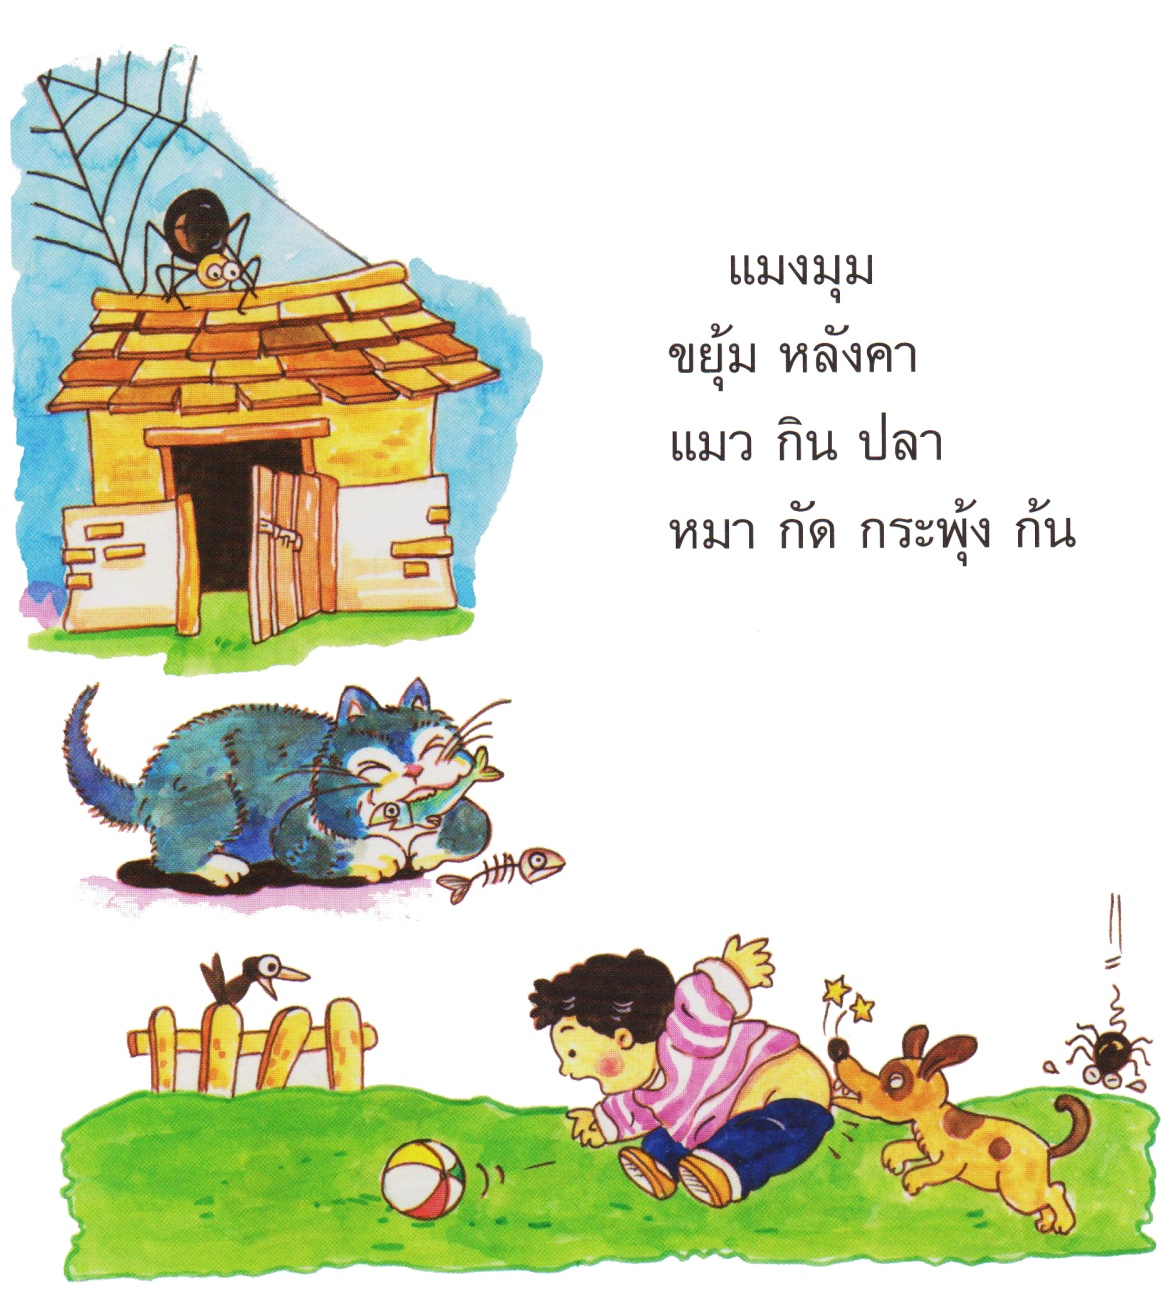 แมงมุม
ขยุ้ม หลังคา
แมว กิน ปลา
หมา กัด กระพุ้ง ก้น